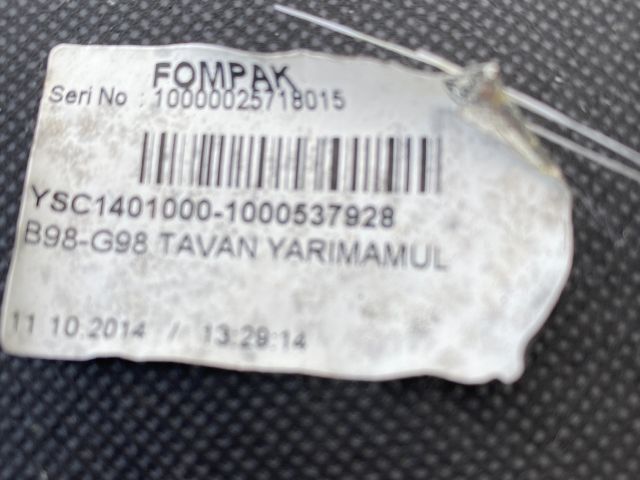 FOMPAK
Seri No : 10000025718015
YSC1401000-1000537928
B98-G98 TAVAN YARIMAMUL
11 10.2014 / 13:29:14